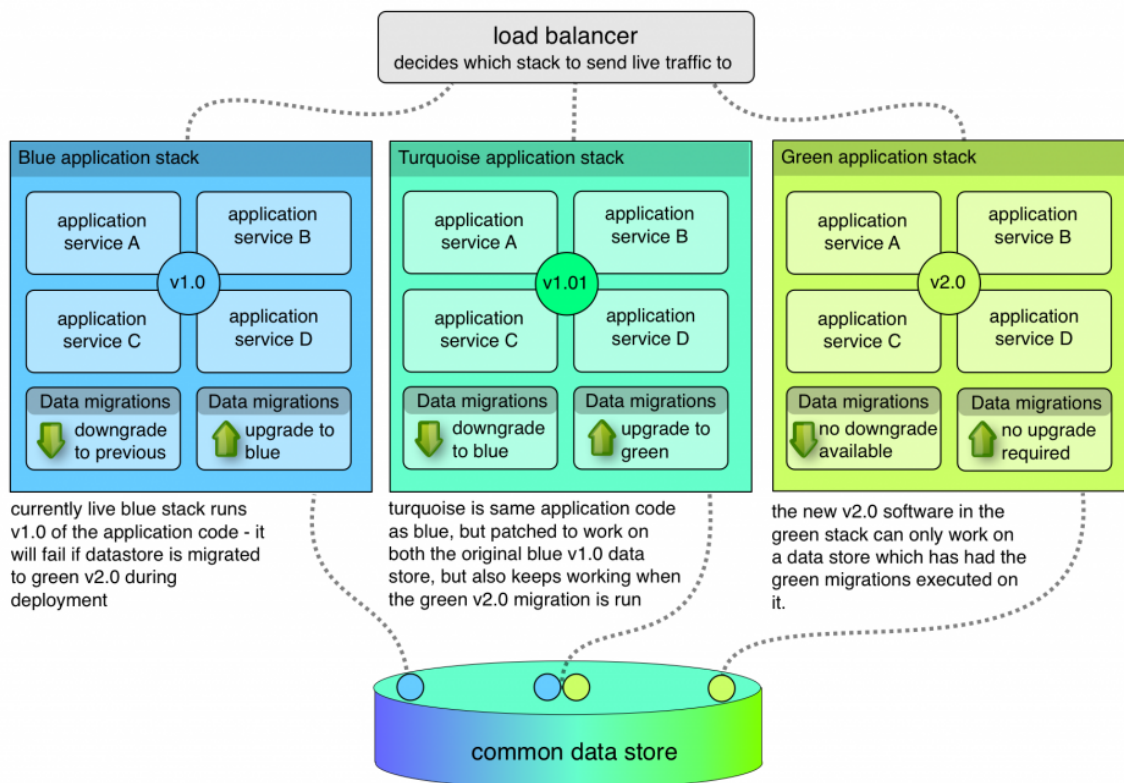 load balancer
decides which stack to send live traffic to
Blue application stack
application
service A
application
service B
v1.0
application
service C
application
service D
Data migrations
downgrade
to previous
Data migrations
upgrade to
blue
currently live blue stack runs
v1.0 of the application code - it
will fail if datastore is migrated
to green v2.0 during
deployment
Turquoise application stack
application
service A
application
service B
v1.01
application
service C
application
service D
Data migrations
downgrade
to blue
Data migrations
upgrade to
green
turquoise is same application code
as blue, but patched to work on
both the original blue v1.0 data
store, but also keeps working when
the green v2.0 migration is run
Green application stack
application
service A
application
service B
v2.0
application
service C
application
service D
Data migrations
no downgrade
available
Data migrations
no upgrade
required
the new v2.0 software in the
green stack can only work on
a data store which has had the
green migrations executed on
it.
common data store